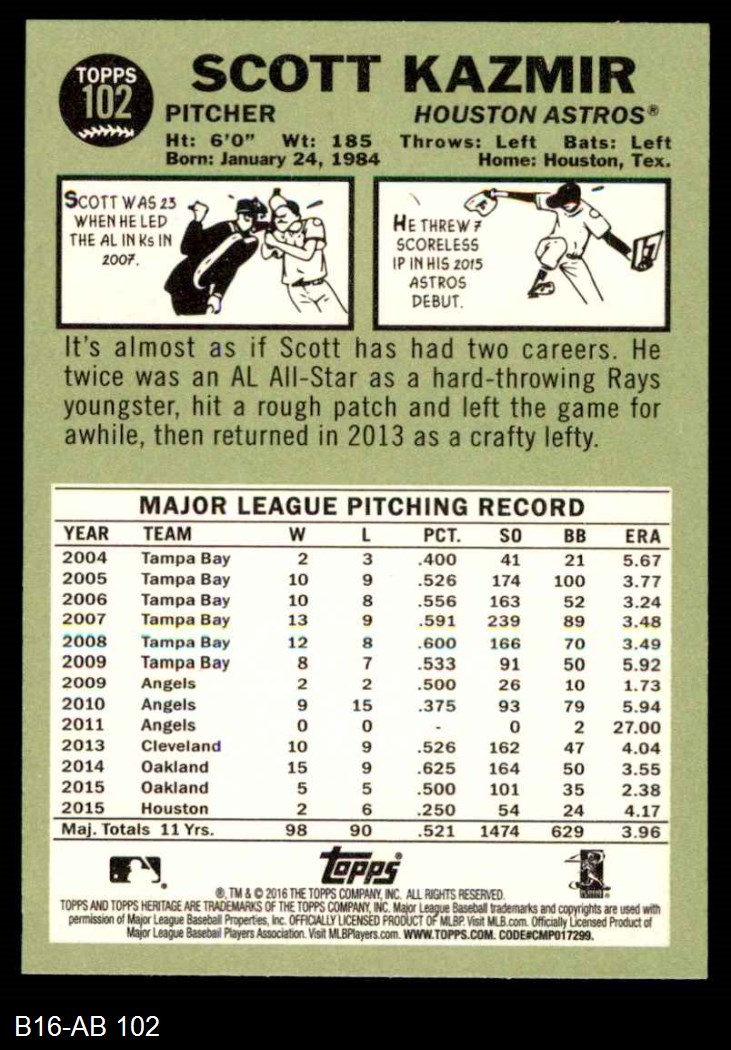 TOPPS
102
SCOTT KAZMIR
PITCHER HOUSTON ASTROS®
Ht: 6'0" Wt: 185 Throws: Left Bats: Left
Born: January 24, 1984 Home: Houston, Tex.
SCOTT WAS 23
WHEN HE LED
THE AL IN Ks IN
2007.
HE THREW 7
SCORELESS
IP IN HIS 2015
ASTROS
DEBUT.
It's almost as if Scott has had two careers. He
twice was an AL All-Star as a hard-throwing Rays
youngster, hit a rough patch and left the game for
awhile, then returned in 2013 as a crafty lefty.
MAJOR LEAGUE PITCHING RECORD
YEAR TEAM W L PCT. SO BB ERA
2004 Tampa Bay 2 3 .400 41 21 5.67
2005 Tampa Bay 10 9 .526 174 100 3.77
2006 Tampa Bay 10 8 .556 163 52 3.24
2007 Tampa Bay 13 9 .591 239 89 3.48
2008 Tampa Bay 12 8 .600 166 70 3.49
2009 Tampa Bay 8 7 .533 91 50 5.92
2009 Angels 2 2 .500 26 10 1.73
2010 Angels 9 15 .375 93 79 5.94
2011 Angels 0 0 - 0 2 27.00
2013 Cleveland 10 9 .526 162 47 4.04
2014 Oakland 15 9 .625 164 50 3.55
2015 Oakland 5 5 .500 101 35 2.38
2015 Houston 2 6 .250 54 24 4.17
Maj. Totals 11 Yrs. 98 90 .521 1474 629 3.96
topps
®, TM & © 2016 THE TOPPS COMPANY, INC. ALL RIGHTS RESERVED.
TOPPS AND TOPPS HERITAGE ARE TRADEMARKS OF THE TOPPS COMPANY, INC. Major League Baseball trademarks and copyrights are used with
permission of Major League Baseball Properties, Inc. OFFICIALLY LICENSED PRODUCT OF MLBP. Visit MLB.com. Officially Licensed Product of
Major League Baseball Players Association. Visit MLBPlayers.com. WWW.TOPPS.COM. CODE#CMP017299.
B16-AB 102